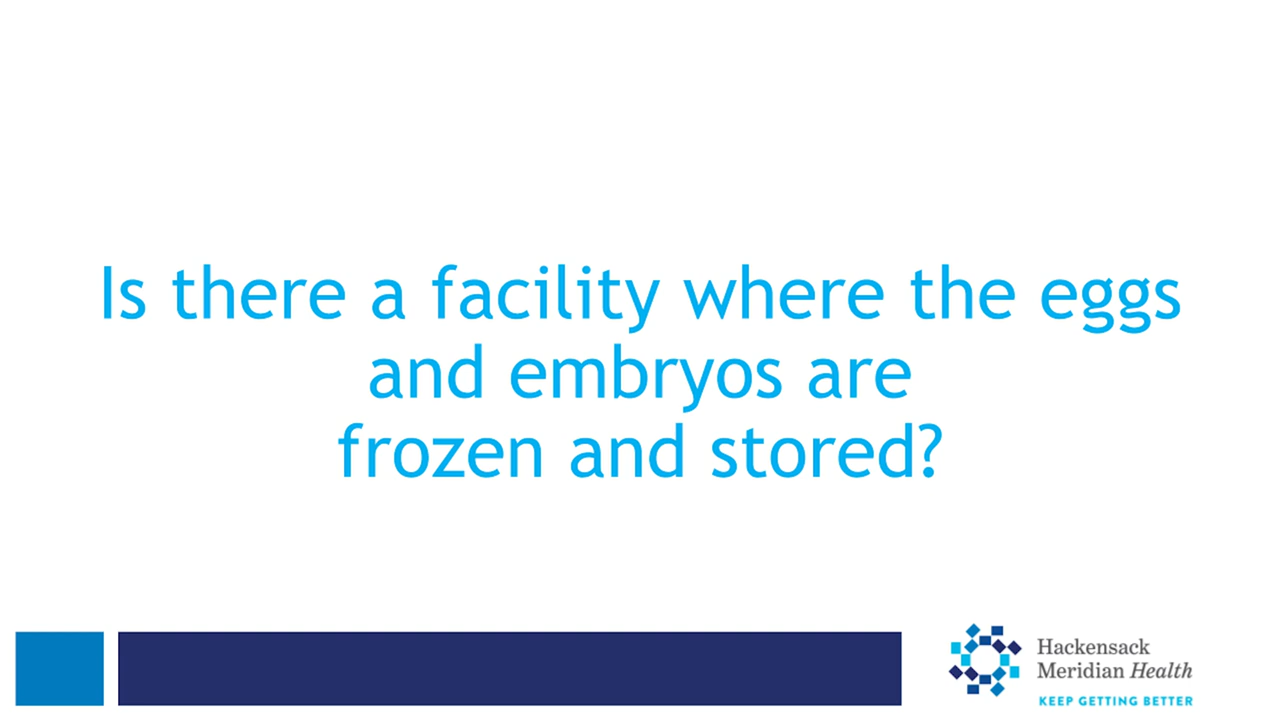 Is there a facility where the eggs
and embryos are
frozen and stored?
Hackensack
Meridian Health
KEEP GETTING BETTER